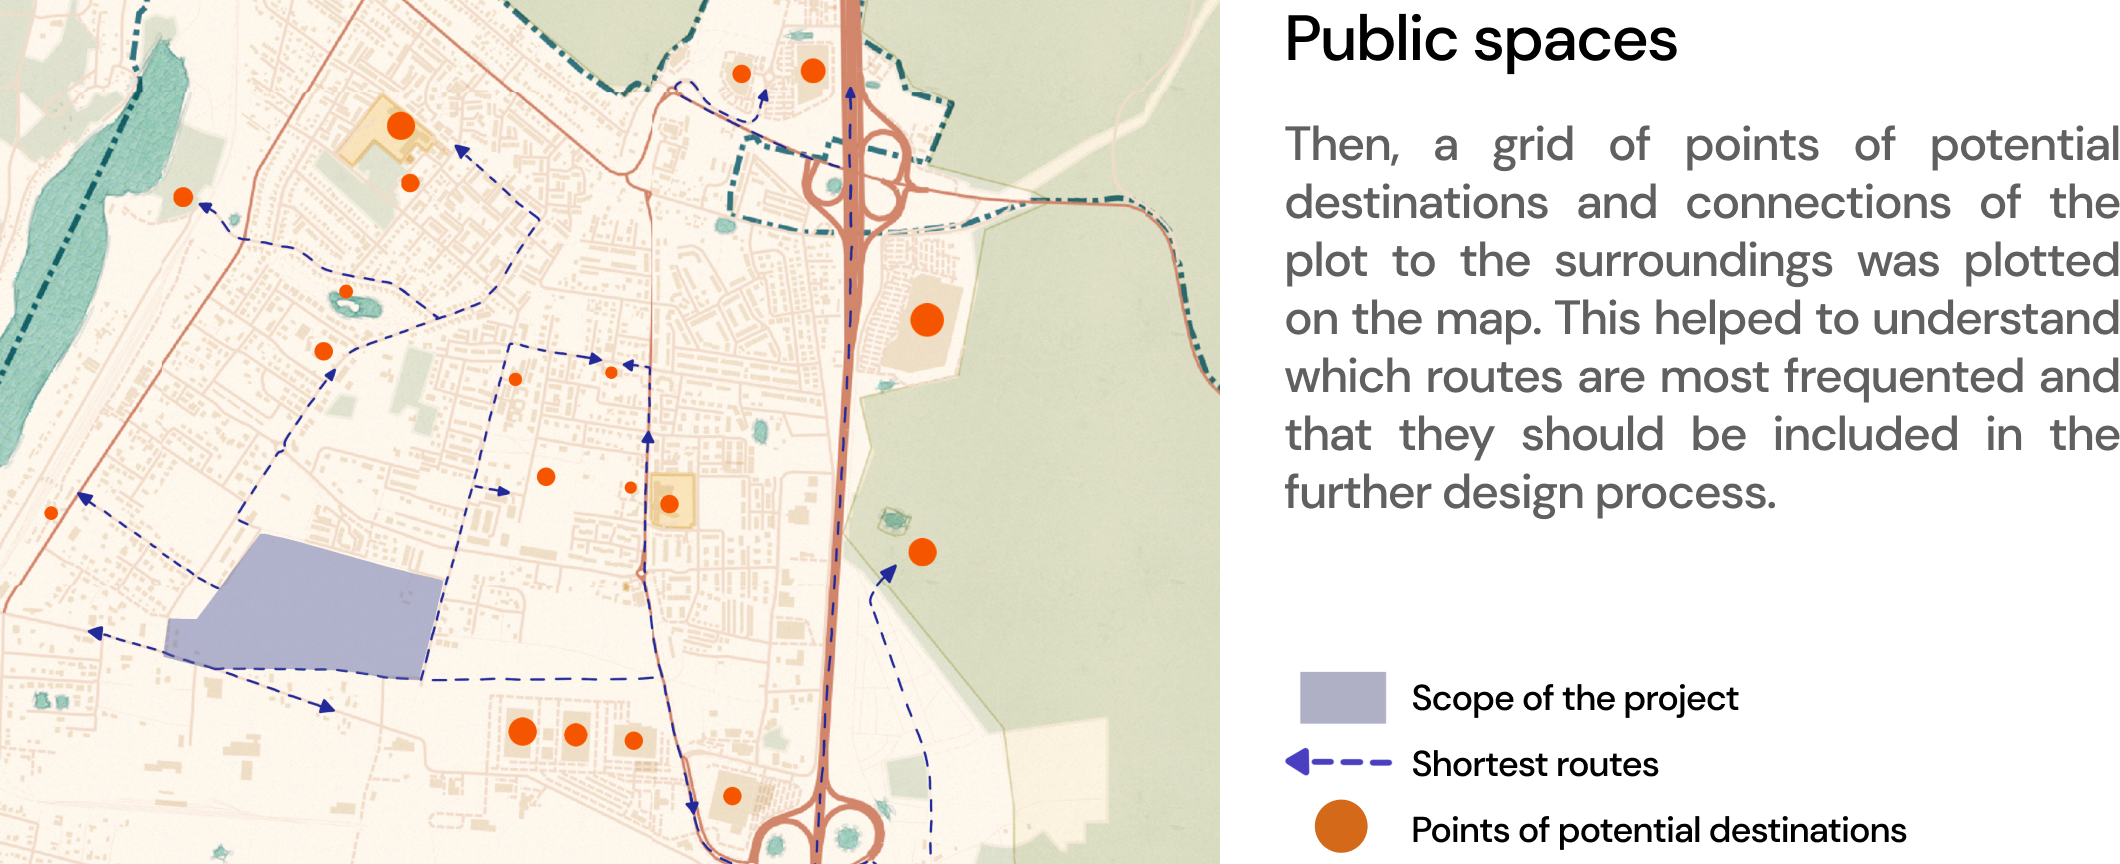 Public spaces
Then, a grid of points of potential
destinations and connections of the
plot to the surroundings was plotted
on the map. This helped to understand
which routes are most frequented and
that they should be included in the
further design process.
Scope of the project
Shortest routes
Points of potential destinations